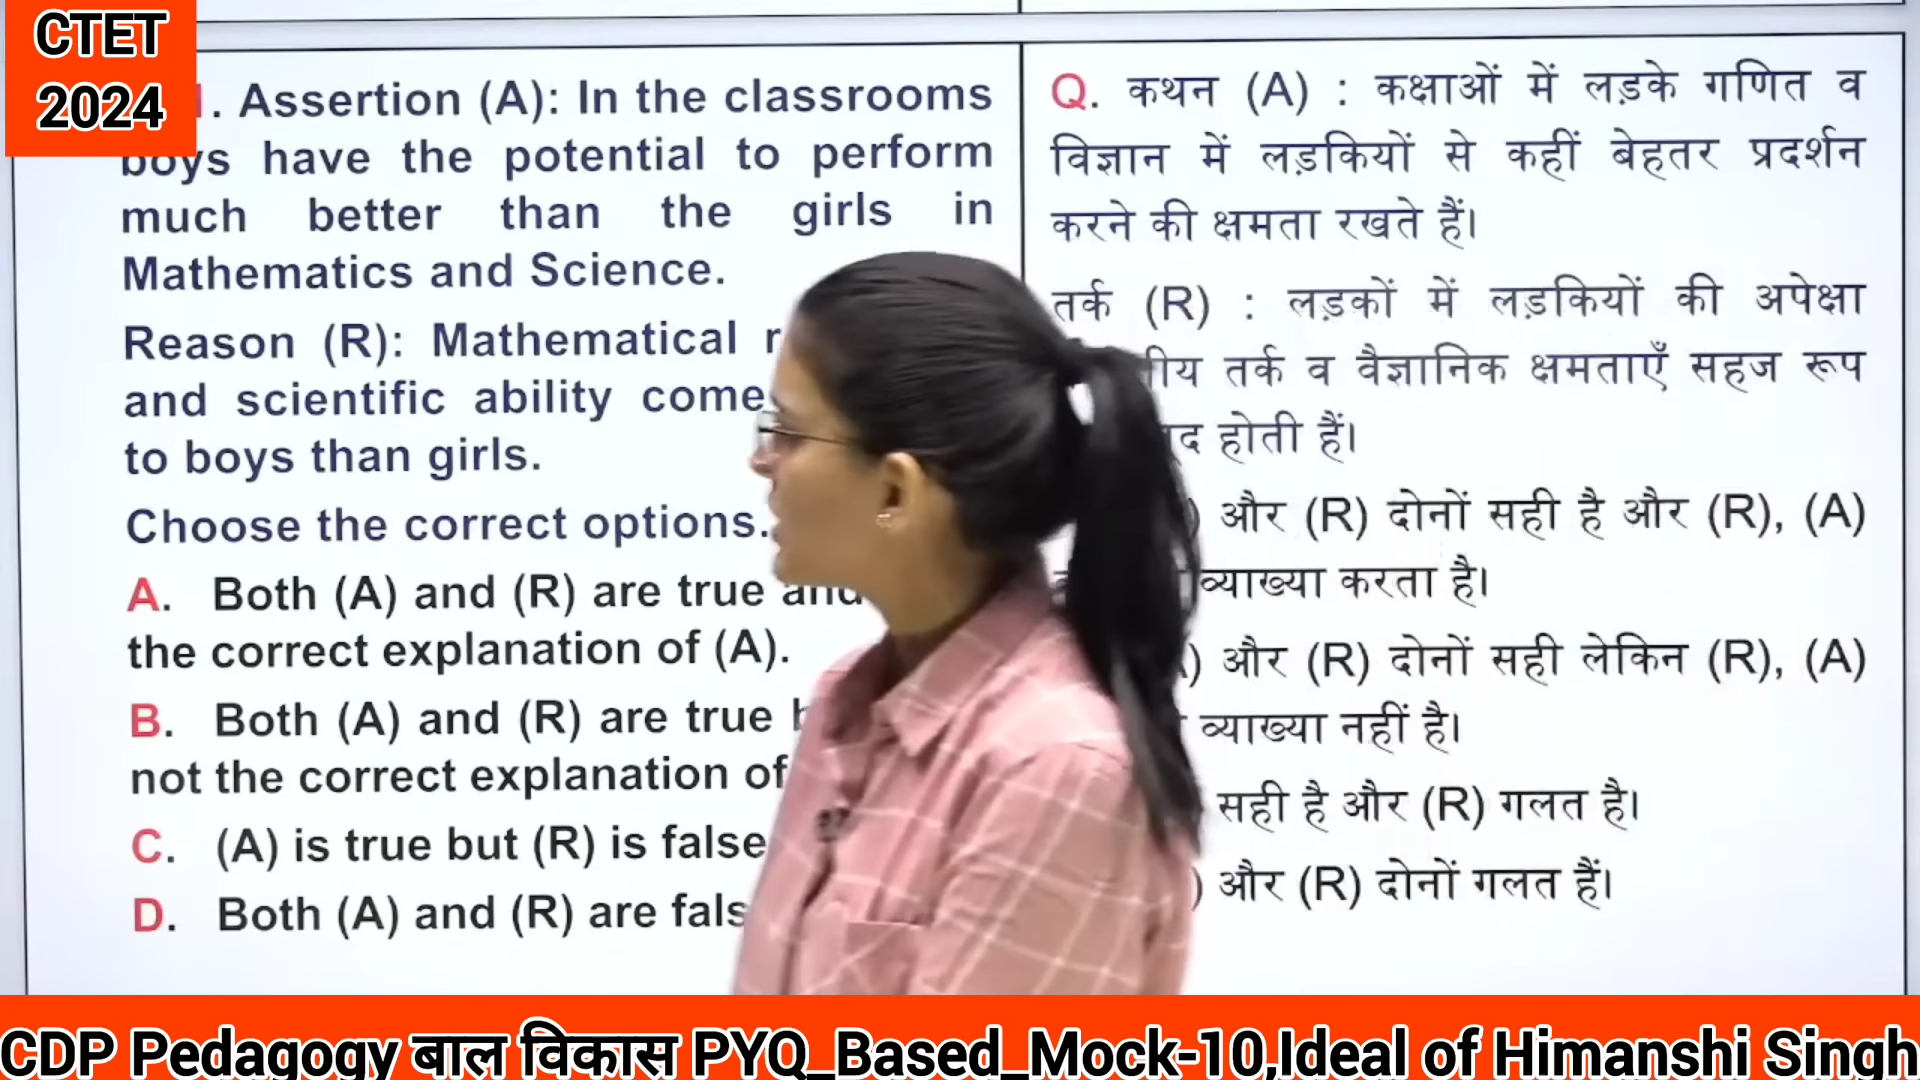 CTET
2024
. Assertion (A): In the classrooms
boys have the potential to perform
much better than the girls in
Mathematics and Science.
Reason (R): Mathematical
and scientific ability come
to boys than girls.
Choose the correct options.
A. Both (A) and (R) are true and
the correct explanation of (A).
B. Both (A) and (R) are true
not the correct explanation of
C. (A) is true but (R) is false
D. Both (A) and (R) are fals
Q. कथन (A) : कक्षाओं में लड़के गणित व
विज्ञान में लड़कियों से कहीं बेहतर प्रदर्शन
करने की क्षमता रखते हैं।
तर्क (R) : लड़कों में लड़कियों की अपेक्षा
तर्क व वैज्ञानिक क्षमताएँ सहज रूप
होती हैं।
और (R) दोनों सही है और (R), (A)
व्याख्या करता है।
और (R) दोनों सही लेकिन (R), (A)
व्याख्या नहीं है।
सही है और (R) गलत है।
और (R) दोनों गलत हैं।
CDP Pedagogy बाल विकास PYQ_Based_Mock-10,Ideal of Himanshi Singh